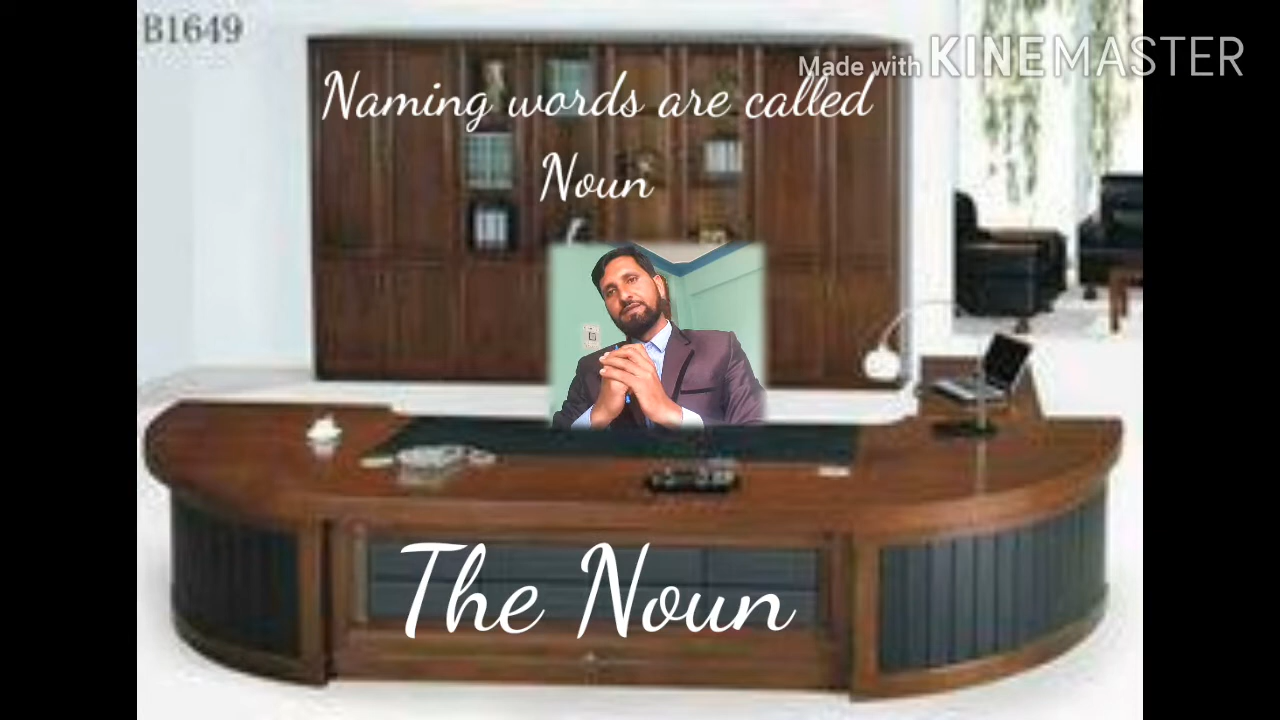 B1649
Made with KINEMASTER
Naming words are called
Noun
The Noun